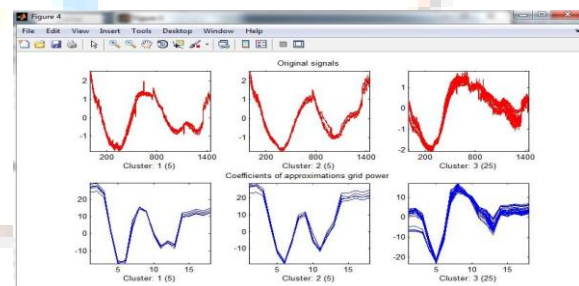 Figure 4
File Edit View Insert Tools Desktop Window Help
Original signals
2
1
0
-1
200 800 1400
Cluster: 1 (5)
2
1
0
-1
200 800 1400
Cluster: 2 (5)
1
0
-1
-2
200 800 1400
Cluster: 3 (25)
Coefficients of approximations grid power
20
10
0
-10
5 10 15
Cluster: 1 (5)
20
10
0
-10
5 10 15
Cluster: 2 (5)
10
0
-10
-20
5 10 15
Cluster: 3 (25)